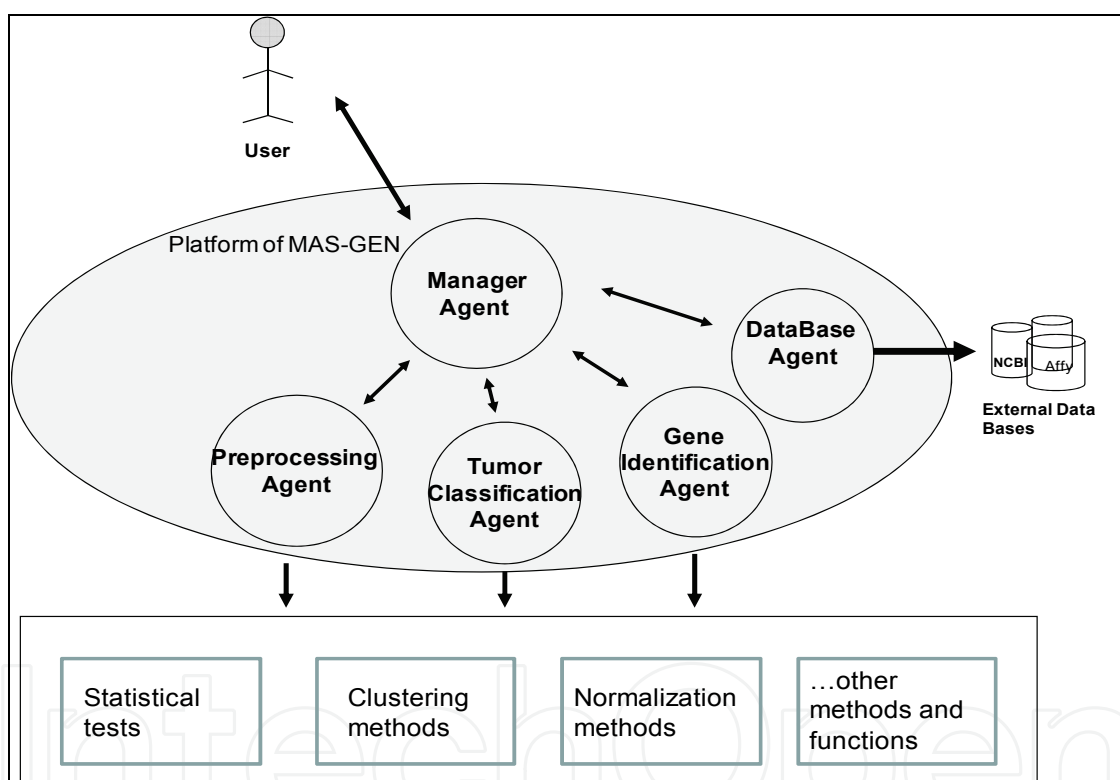 User
Platform of MAS-GEN
Manager
Agent
DataBase
Agent
NCBI
Affy
External Data
Bases
Preprocessing
Agent
Tumor
Classification
Agent
Gene
Identification
Agent
Statistical
tests
Clustering
methods
Normalization
methods
...other
methods and
functions
IntechOpen